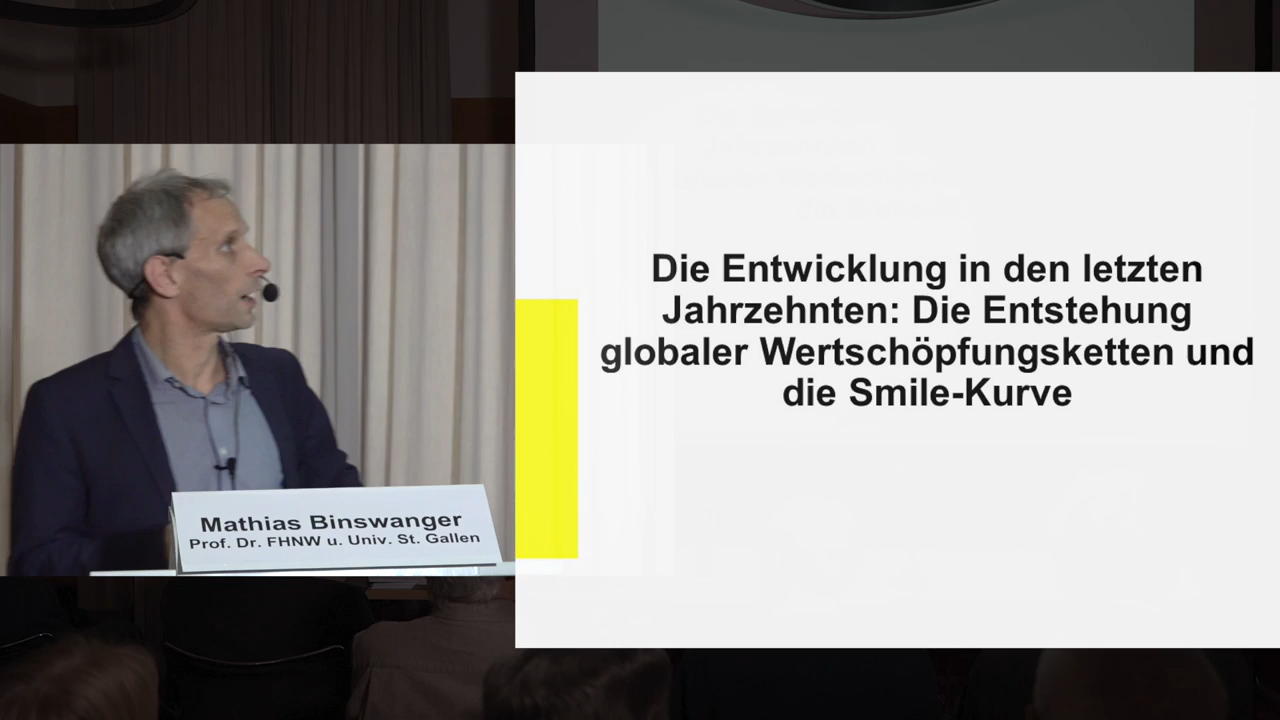 Die Entwicklung in den letzten
Jahrzehnten: Die Entstehung
globaler Wertschöpfungsketten und
die Smile-Kurve
Mathias Binswanger
Prof. Dr. FHNW u. Univ. St. Gallen